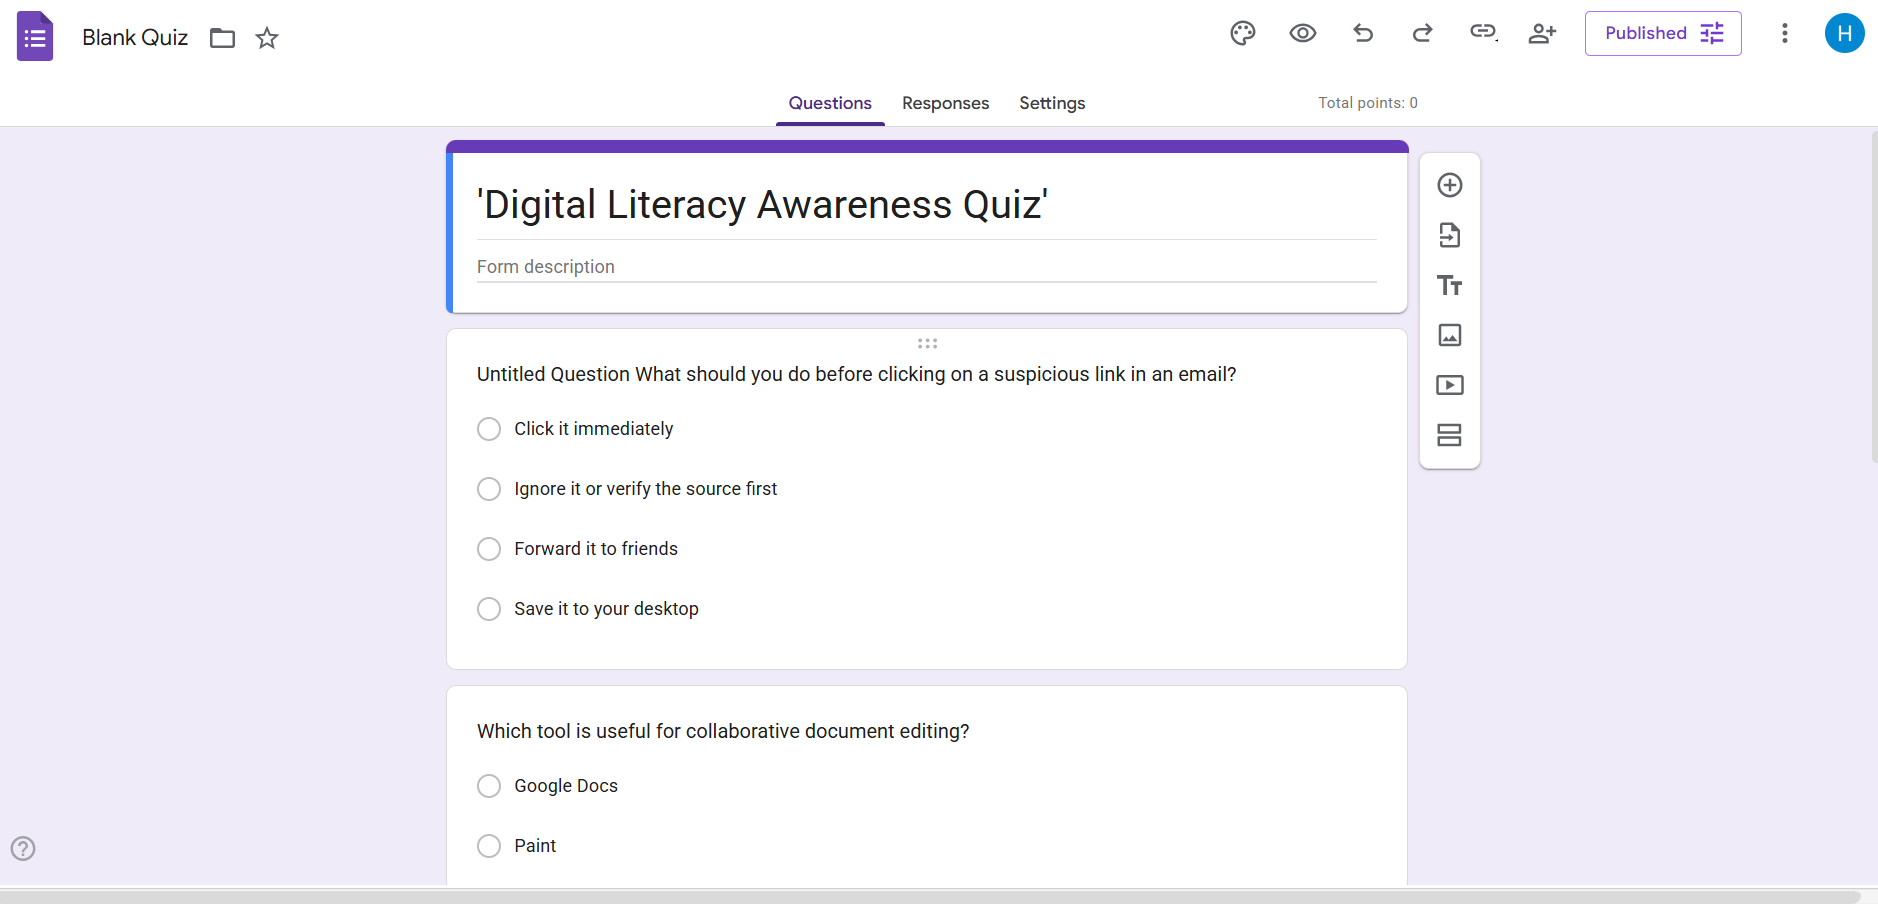 Blank Quiz
Published
H
Questions Responses Settings Total points: 0
'Digital Literacy Awareness Quiz'
Form description
Untitled Question What should you do before clicking on a suspicious link in an email?
Click it immediately
Ignore it or verify the source first
Forward it to friends
Save it to your desktop
Which tool is useful for collaborative document editing?
Google Docs
Paint